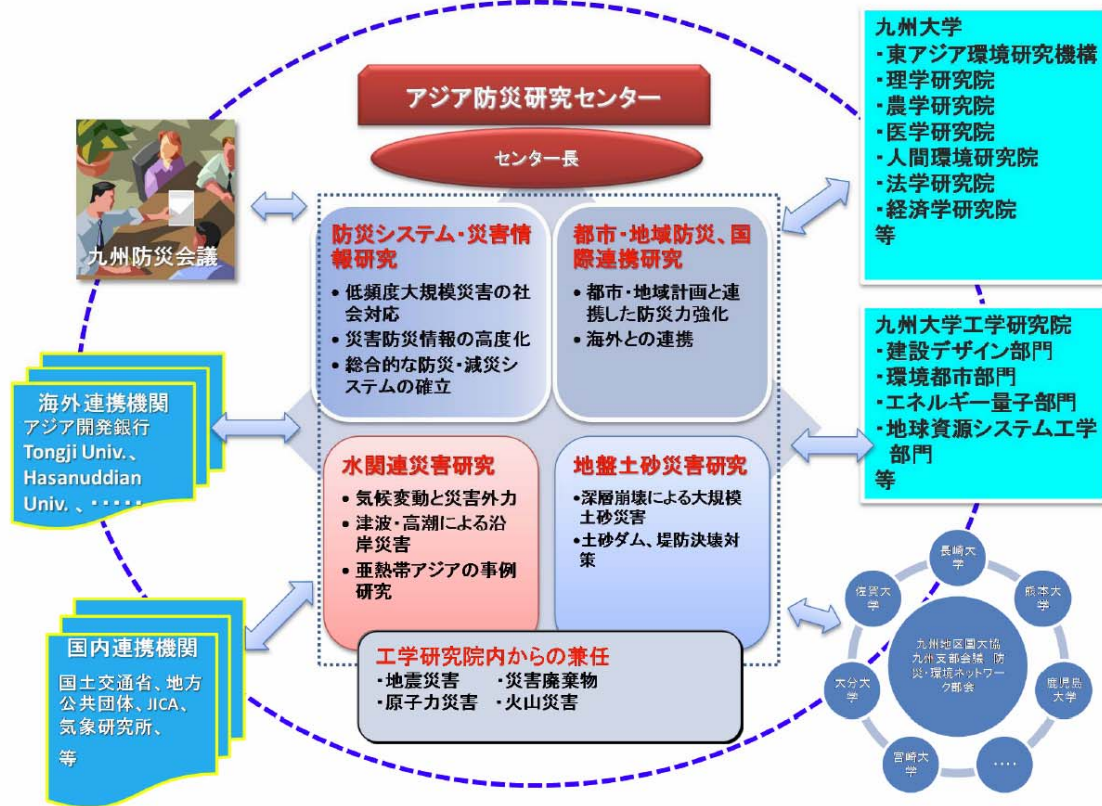 アジア防災研究センター
センター長
九州防災会議
防災システム・災害情
報研究
• 低頻度大規模災害の社
会対応
• 災害防災情報の高度化
• 総合的な防災・減災シ
ステムの確立
都市・地域防災、国
際連携研究
• 都市・地域計画と連
携した防災力強化
• 海外との連携
水関連災害研究
• 気候変動と災害外力
• 津波・高潮による沿
岸災害
• 亜熱帯アジアの事例
研究
地盤土砂災害研究
•深層崩壊による大規模
土砂災害
•土砂ダム、堤防決壊対
策
工学研究院内からの兼任
・地震災害 ・災害廃棄物
・原子力災害 ・火山災害
海外連携機関
アジア開発銀行
Tongji Univ.、
Hasanuddian
Univ. 、・・・・・
国内連携機関
国土交通省、地方
公共団体、JICA、
気象研究所、
等
九州大学
・東アジア環境研究機構
・理学研究院
・農学研究院
・医学研究院
・人間環境研究院
・法学研究院
・経済学研究院
等
九州大学工学研究院
・建設デザイン部門
・環境都市部門
・エネルギー量子部門
・地球資源システム工学
部門
等
九州地区国大協
九州支部会議 防
災・環境ネットワー
ク部会
長崎大
学
熊本大
学
鹿児島
大学
・・・・
宮崎大
学
大分大
学
佐賀大
学